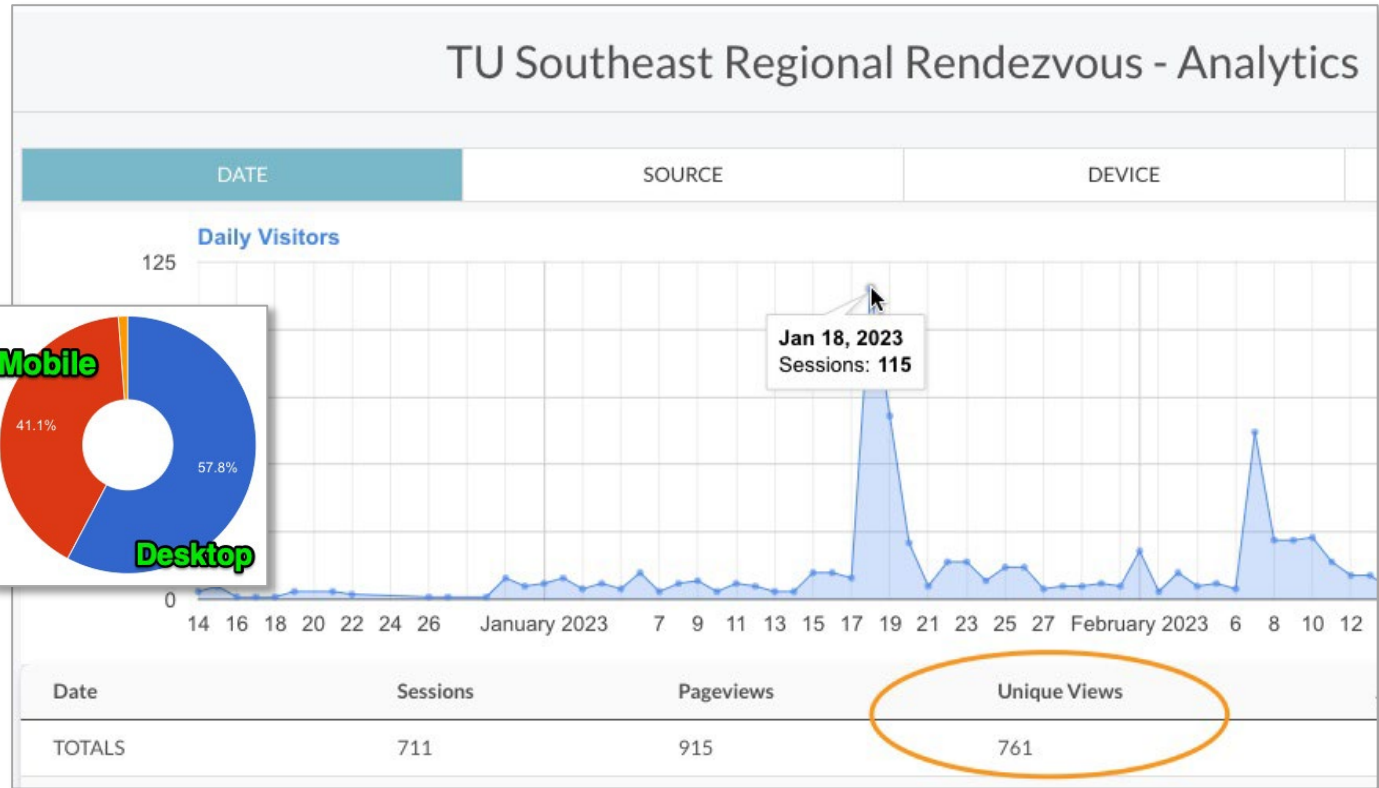 TU Southeast Regional Rendezvous - Analytics
DATE SOURCE DEVICE
Daily Visitors
125
Jan 18, 2023
Sessions: 115
Mobile
41.1%
57.8%
Desktop
0
14 16 18 20 22 24 26 January 2023 7 9 11 13 15 17 19 21 23 25 27 February 2023 6 8 10 12
Date Sessions Pageviews Unique Views
TOTALS 711 915 761